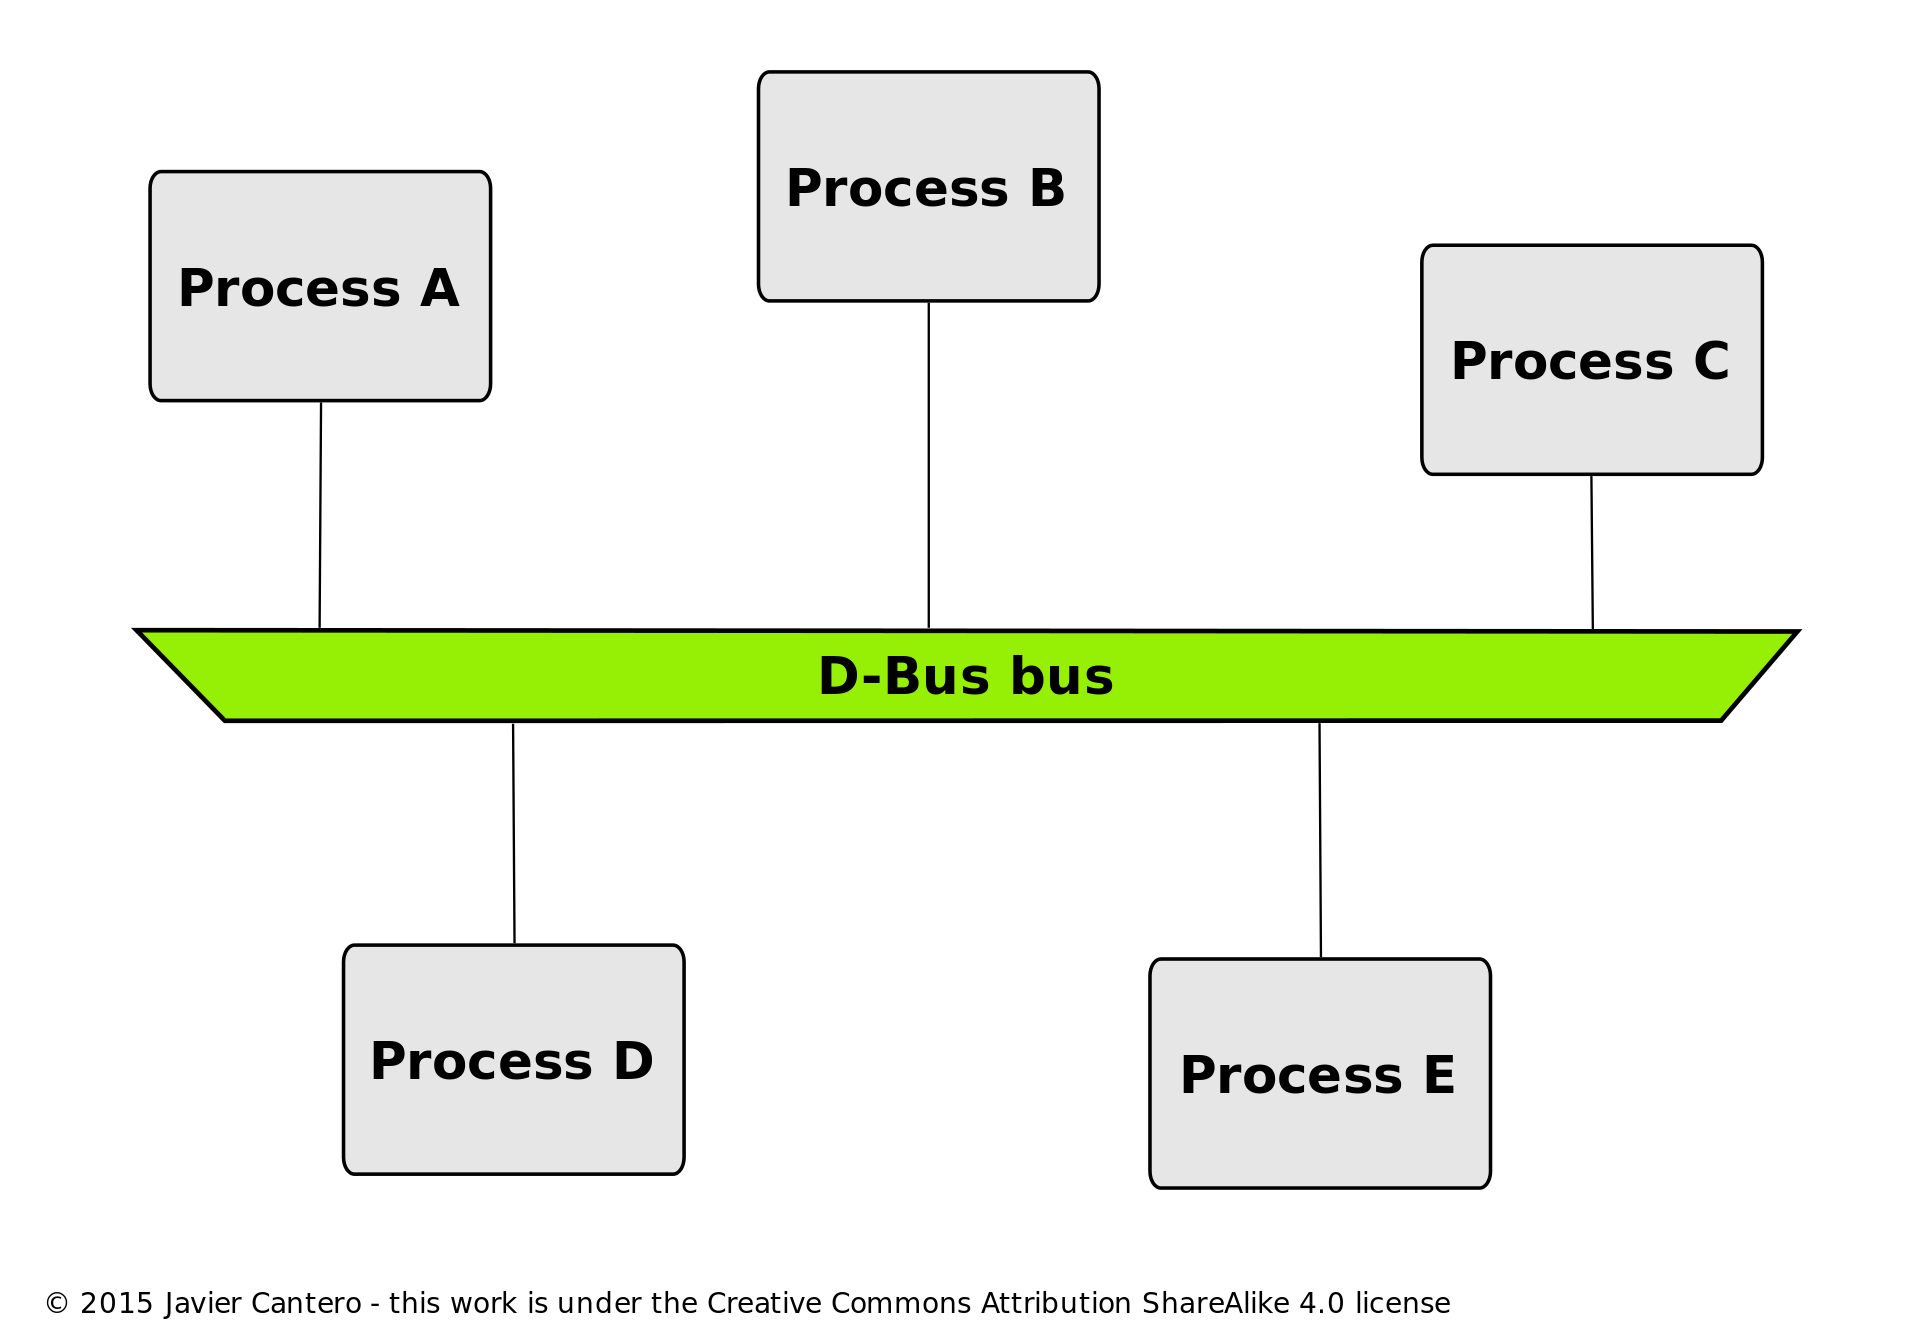 Process B
Process A
Process C
D-Bus bus
Process D
Process E
© 2015 Javier Cantero - this work is under the Creative Commons Attribution ShareAlike 4.0 license